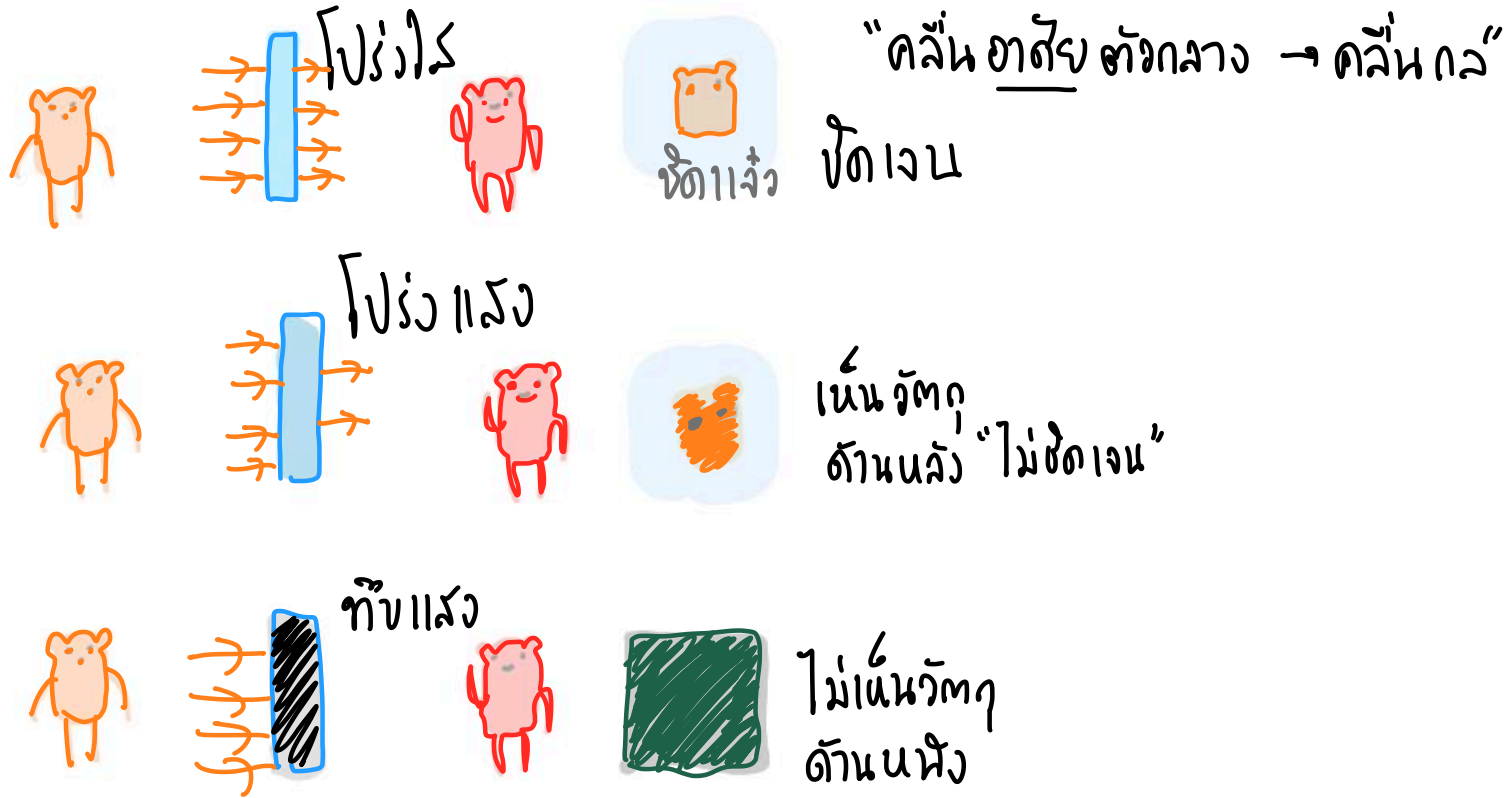 โปร่งใส
"คลื่นอาศัยตัวกลาง → คลื่นกล"
ชัดแจ๋ว
ชัดเจน
โปร่งแสง
เห็นวัตถุ
ด้านหลัง "ไม่ชัดเจน"
ทึบแสง
ไม่เห็นวัตถุ
ด้านหลัง